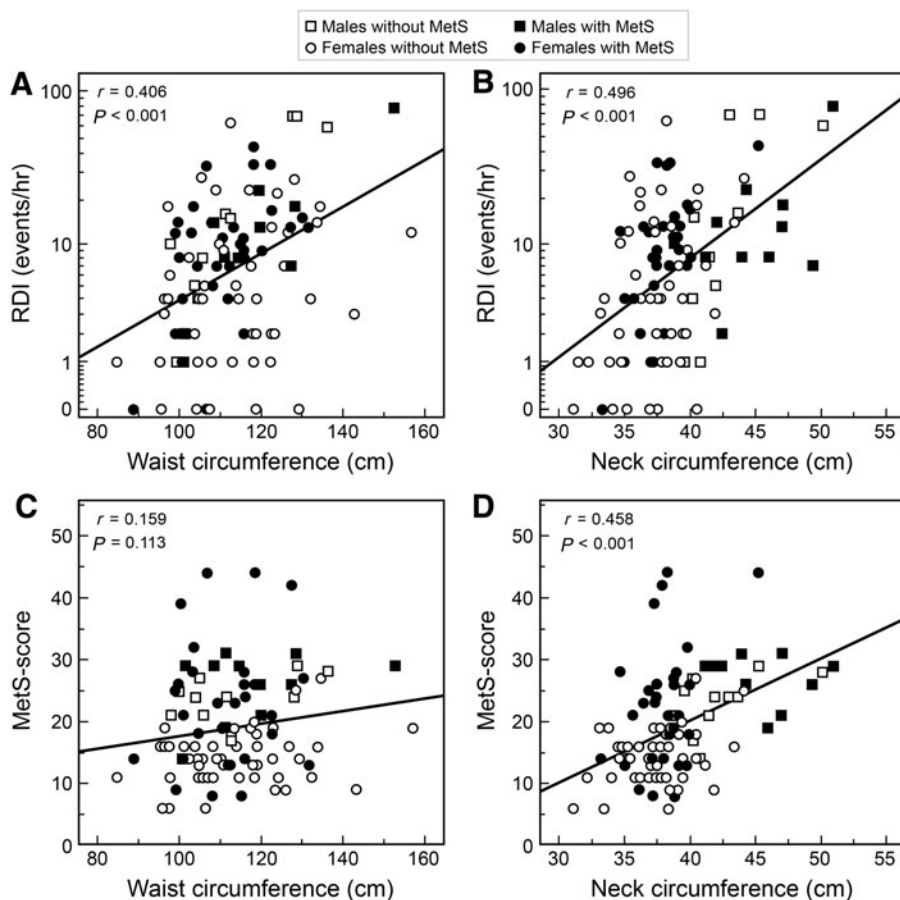 Males without MetS Males with MetS
Females without MetS Females with MetS
A
r = 0.406
P < 0.001
100
10
1
0
RDI (events/hr)
80 100 120 140 160
Waist circumference (cm)
B
r = 0.496
P < 0.001
100
10
1
0
RDI (events/hr)
30 35 40 45 50 55
Neck circumference (cm)
C
r = 0.159
P = 0.113
50
40
30
20
10
0
MetS-score
80 100 120 140 160
Waist circumference (cm)
D
r = 0.458
P < 0.001
50
40
30
20
10
0
MetS-score
30 35 40 45 50 55
Neck circumference (cm)